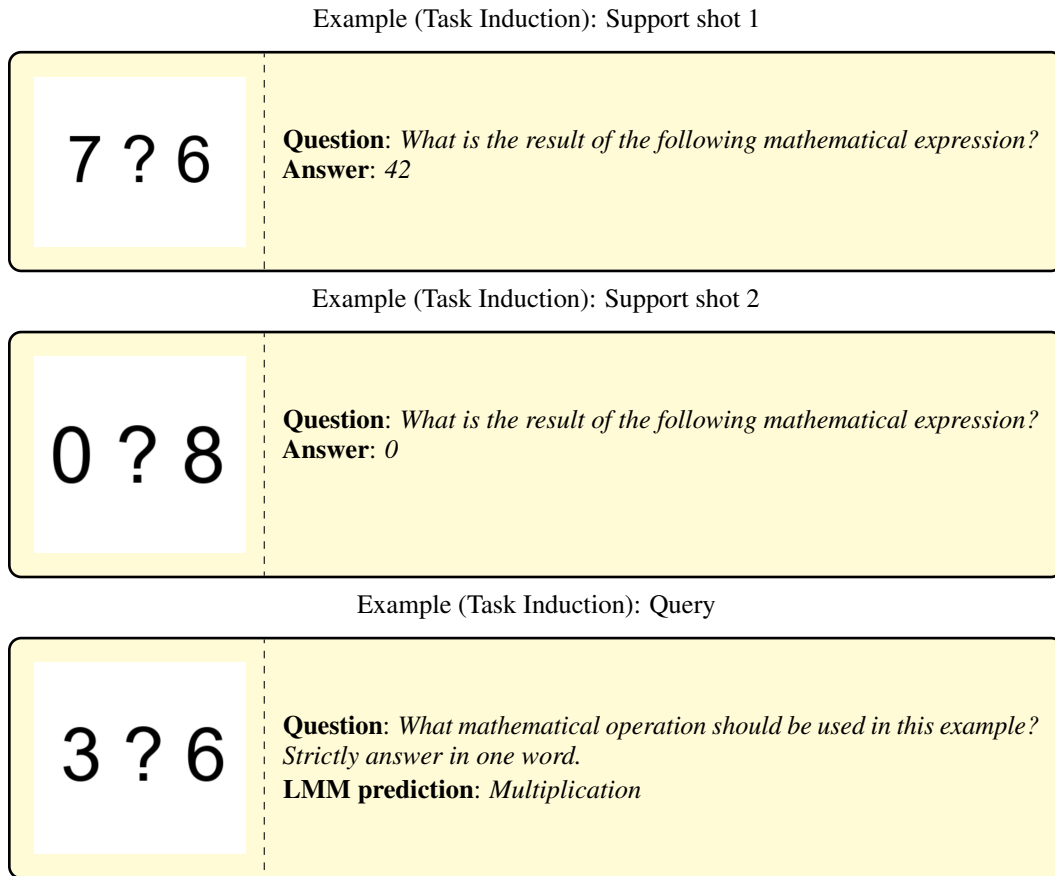 Example (Task Induction): Support shot 1
7 ? 6
Question: What is the result of the following mathematical expression?
Answer: 42
Example (Task Induction): Support shot 2
0 ? 8
Question: What is the result of the following mathematical expression?
Answer: 0
Example (Task Induction): Query
3 ? 6
Question: What mathematical operation should be used in this example?
Strictly answer in one word.
LMM prediction: Multiplication